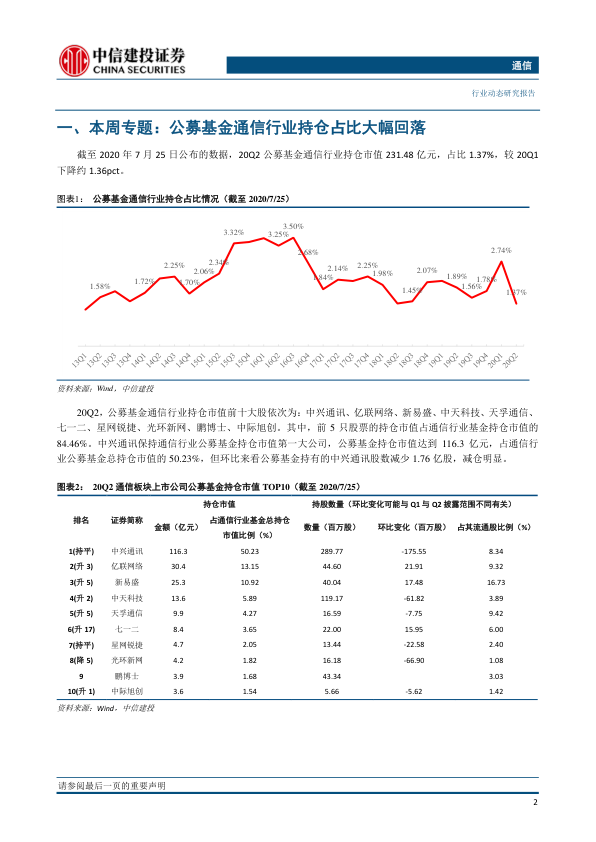 中信建投证券
CHINA SECURITIES
通信
行业动态研究报告
一、本周专题：公募基金通信行业持仓占比大幅回落
截至 2020 年 7 月 25 日公布的数据，20Q2 公募基金通信行业持仓市值 231.48 亿元，占比 1.37%，较 20Q1
下降约 1.36pct。
图表1： 公募基金通信行业持仓占比情况（截至 2020/7/25）
1.58% 1.72% 2.25% 1.70% 2.06% 2.34% 3.32% 3.25% 3.50% 2.68% 1.84% 2.14% 2.25% 1.98% 1.45% 2.07% 1.89% 1.56% 1.78% 2.74% 1.37%
13Q1 13Q2 13Q3 13Q4 14Q1 14Q2 14Q3 14Q4 15Q1 15Q2 15Q3 15Q4 16Q1 16Q2 16Q3 16Q4 17Q1 17Q2 17Q3 17Q4 18Q1 18Q2 18Q3 18Q4 19Q1 19Q2 19Q3 19Q4 20Q1 20Q2
资料来源：Wind，中信建投
20Q2，公募基金通信行业持仓市值前十大股依次为：中兴通讯、亿联网络、新易盛、中天科技、天孚通信、
七一二、星网锐捷、光环新网、鹏博士、中际旭创。其中，前 5 只股票的持仓市值占通信行业基金持仓市值的
84.46%。中兴通讯保持通信行业公募基金持仓市值第一大公司，公募基金持仓市值达到 116.3 亿元，占通信行
业公募基金总持仓市值的 50.23%，但环比来看公募基金持有的中兴通讯股数减少 1.76 亿股，减仓明显。
图表2： 20Q2 通信板块上市公司公募基金持仓市值 TOP10（截至 2020/7/25）
持仓市值 持股数量（环比变化可能与 Q1 与 Q2 披露范围不同有关）
排名 证券简称 金额（亿元） 占通信行业基金总持仓市值比例（%） 数量（百万股） 环比变化（百万股） 占其流通股比例（%）
1(持平) 中兴通讯 116.3 50.23 289.77 -175.55 8.34
2(升 3) 亿联网络 30.4 13.15 44.60 21.91 9.32
3(升 5) 新易盛 25.3 10.92 40.04 17.48 16.73
4(升 2) 中天科技 13.6 5.89 119.17 -61.82 3.89
5(升 5) 天孚通信 9.9 4.27 16.59 -7.75 9.42
6(升 17) 七一二 8.4 3.65 22.00 15.95 6.00
7(持平) 星网锐捷 4.7 2.05 13.44 -22.58 2.40
8(降 5) 光环新网 4.2 1.82 16.18 -66.90 1.08
9 鹏博士 3.9 1.68 43.34 3.03
10(升 1) 中际旭创 3.6 1.54 5.66 -5.62 1.42
资料来源：Wind，中信建投
请参阅最后一页的重要声明
2